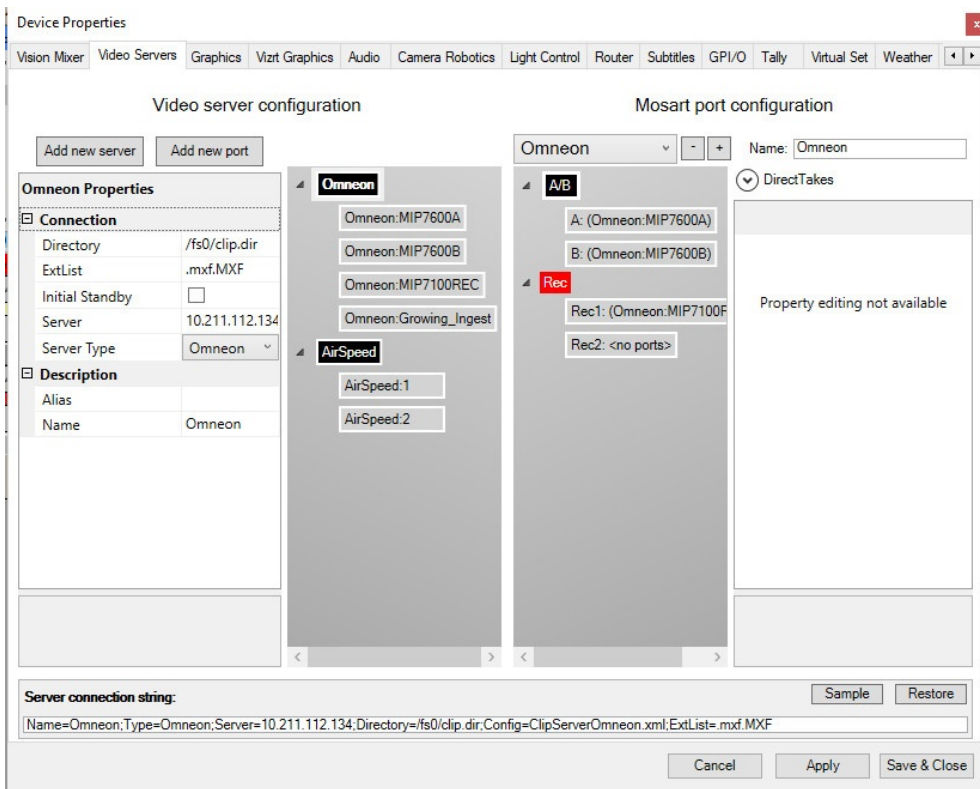 Device Properties
x
Vision Mixer Video Servers Graphics Vizrt Graphics Audio Camera Robotics Light Control Router Subtitles GPI/O Tally Virtual Set Weather
Video server configuration
Mosart port configuration
Add new server Add new port
Omneon - + Name: Omneon
DirectTakes
Omneon Properties
Connection
Directory /fs0/clip.dir
ExtList .mxf.MXF
Initial Standby
Server 10.211.112.134
Server Type Omneon
Description
Alias
Name Omneon
Omneon
Omneon:MIP7600A
Omneon:MIP7600B
Omneon:MIP7100REC
Omneon:Growing_Ingest
AirSpeed
AirSpeed:1
AirSpeed:2
A/B
A: (Omneon:MIP7600A)
B: (Omneon:MIP7600B)
Rec
Rec1: (Omneon:MIP7100F
Rec2: <no ports>
Property editing not available
Server connection string:
Sample Restore
Name=Omneon;Type=Omneon;Server=10.211.112.134;Directory=/fs0/clip.dir;Config=ClipServerOmneon.xml;ExtList=.mxf.MXF
Cancel Apply Save & Close